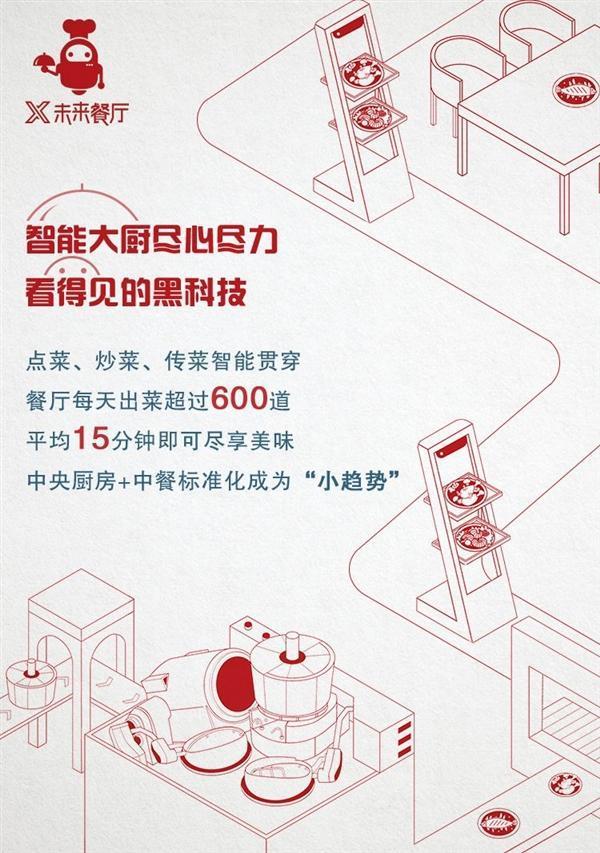 X未来餐厅
智能大厨尽心尽力
看得见的黑科技
点菜、炒菜、传菜智能贯穿
餐厅每天出菜超过600道
平均15分钟即可尽享美味
中央厨房+中餐标准化成为“小趋势”